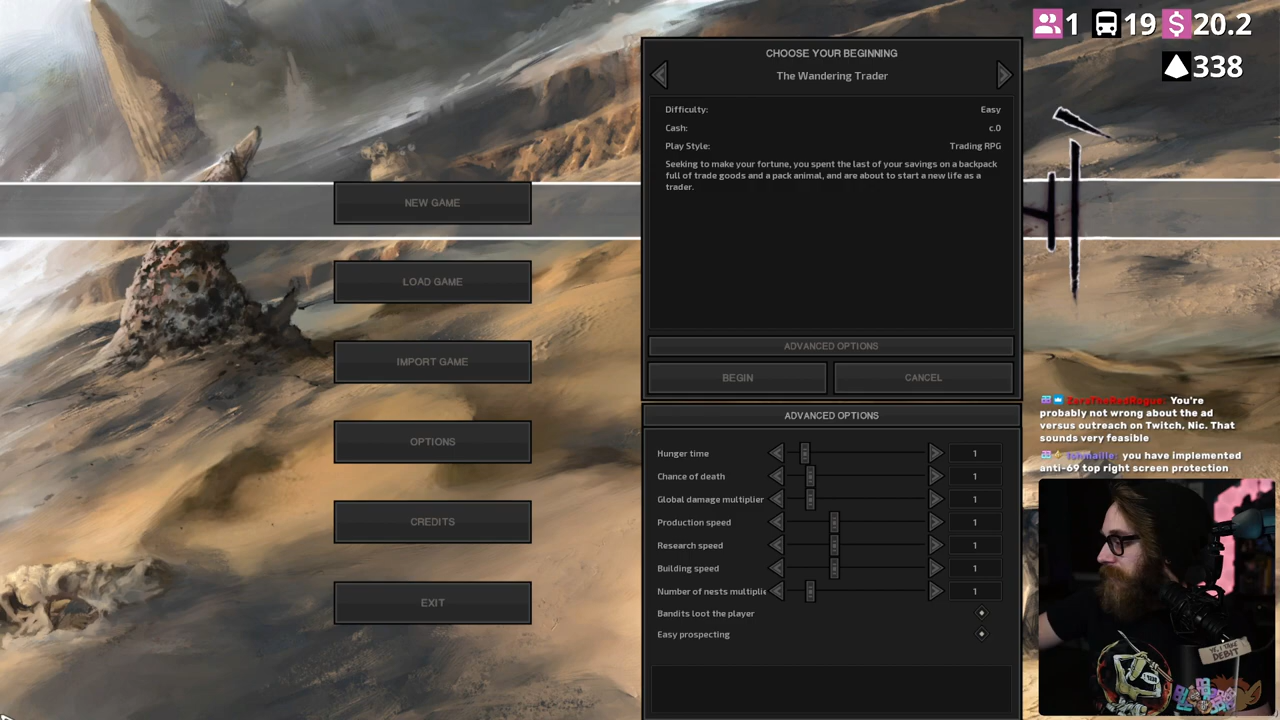 1 19 $ 20.2
338
CHOOSE YOUR BEGINNING
The Wandering Trader
Difficulty: Easy
Cash: c.0
Play Style: Trading RPG
Seeking to make your fortune, you spent the last of your savings on a backpack
full of trade goods and a pack animal, and are about to start a new life as a
trader.
ADVANCED OPTIONS
BEGIN CANCEL
NEW GAME
LOAD GAME
IMPORT GAME
OPTIONS
CREDITS
EXIT
ADVANCED OPTIONS
Hunger time 1
Chance of death 1
Global damage multiplier 1
Production speed 1
Research speed 1
Building speed 1
Number of nests multiplie 1
Bandits loot the player
Easy prospecting
ZeraTheRedRogue: You're
probably not wrong about the ad
versus outreach on Twitch, Nic. That
sounds very feasible
you have implemented
anti-69 top right screen protection
YE, I TAKE
DEBIT